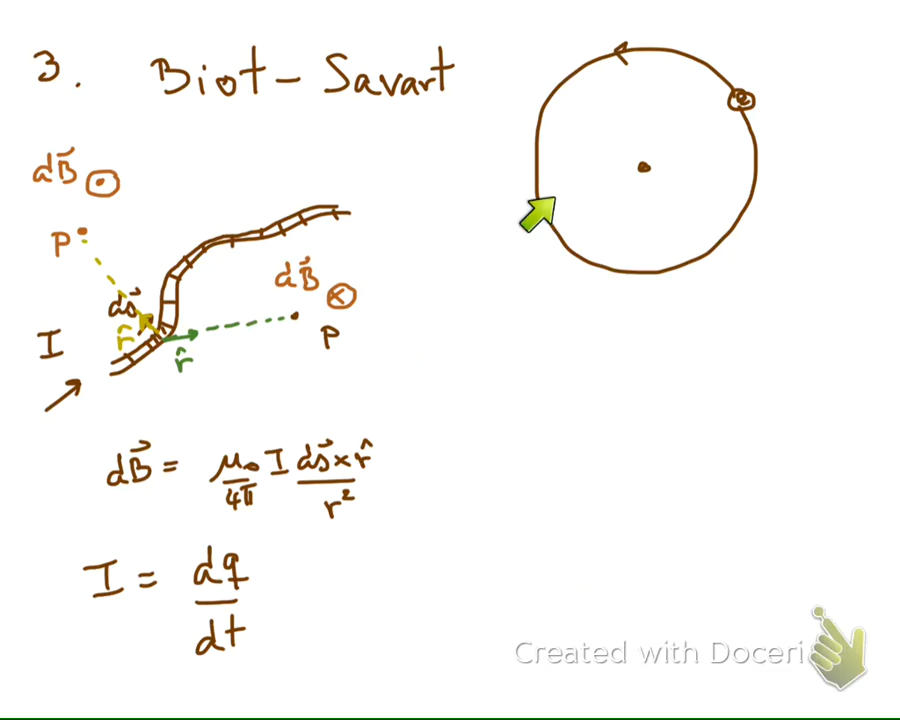 3. Biot - Savart
dB⃗ ⊙
P
dB⃗ ⊗
ds⃗
r̂
P
I
r̂
dB⃗ = μ₀/4π I ds⃗ × r̂/r²
I = dq/dt
Created with Doceri